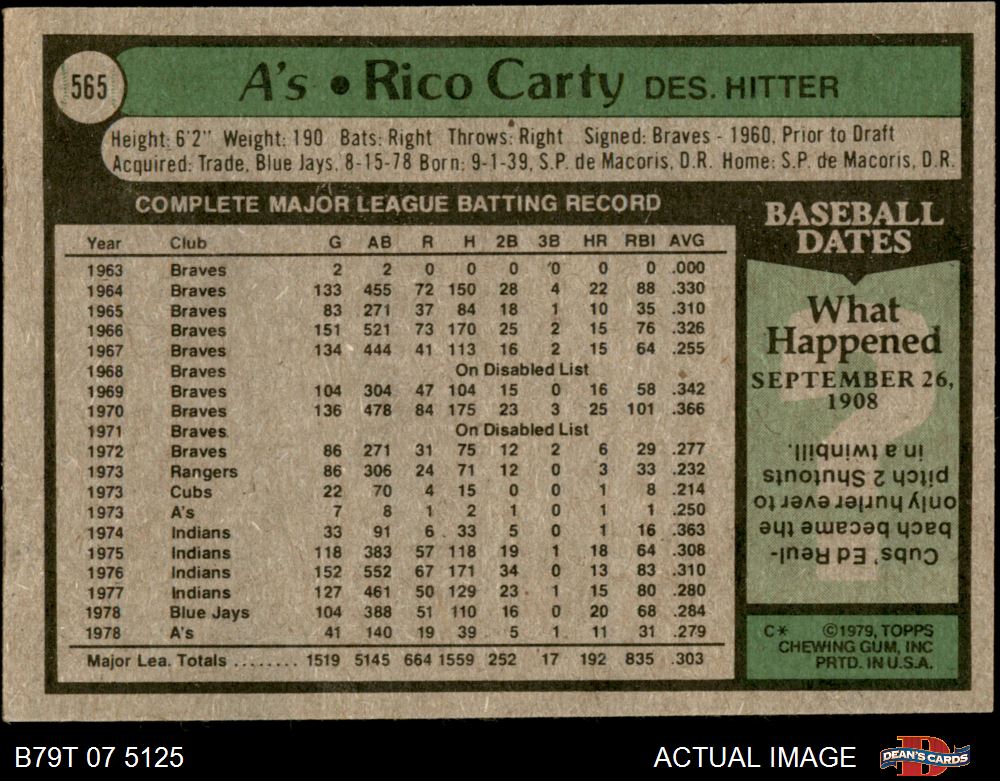 565
A's • Rico Carty DES. HITTER
Height: 6'2" Weight: 190 Bats: Right Throws: Right Signed: Braves - 1960, Prior to Draft
Acquired: Trade, Blue Jays, 8-15-78 Born: 9-1-39, S.P. de Macoris, D.R. Home: S.P. de Macoris, D.R.
COMPLETE MAJOR LEAGUE BATTING RECORD
Year Club G AB R H 2B 3B HR RBI AVG
1963 Braves 2 2 0 0 0 0 0 0 .000
1964 Braves 133 455 72 150 28 4 22 88 .330
1965 Braves 83 271 37 84 18 1 10 35 .310
1966 Braves 151 521 73 170 25 2 15 76 .326
1967 Braves 134 444 41 113 16 2 15 64 .255
1968 Braves On Disabled List
1969 Braves 104 304 47 104 15 0 16 58 .342
1970 Braves 136 478 84 175 23 3 25 101 .366
1971 Braves On Disabled List
1972 Braves 86 271 31 75 12 2 6 29 .277
1973 Rangers 86 306 24 71 12 0 3 33 .232
1973 Cubs 22 70 4 15 0 0 1 8 .214
1973 A's 7 8 1 2 1 0 1 1 .250
1974 Indians 33 91 6 33 5 0 1 16 .363
1975 Indians 118 383 57 118 19 1 18 64 .308
1976 Indians 152 552 67 171 34 0 13 83 .310
1977 Indians 127 461 50 129 23 1 15 80 .280
1978 Blue Jays 104 388 51 110 16 0 20 68 .284
1978 A's 41 140 19 39 5 1 11 31 .279
Major Lea. Totals ........ 1519 5145 664 1559 252 17 192 835 .303
BASEBALL
DATES
What
Happened
SEPTEMBER 26,
1908
?
Cubs' Ed Reul-
bach became the
only hurler ever to
pitch 2 Shutouts
in a twinbill.
C* ©1979, TOPPS
CHEWING GUM, INC
PRTD. IN U.S.A.
B79T 07 5125
ACTUAL IMAGE
D
DEAN'S CARDS